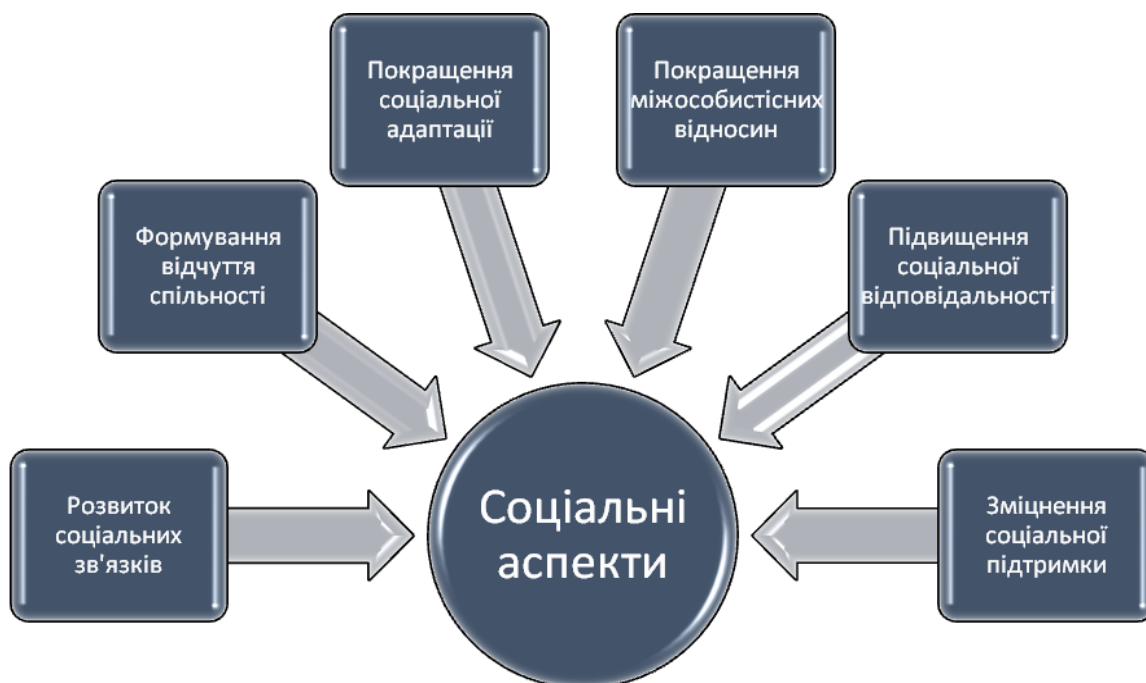 Покращення
соціальної
адаптації
Покращення
міжособистісних
відносин
Формування
відчуття
спільності
Підвищення
соціальної
відповідальності
Розвиток
соціальних
зв'язків
Соціальні
аспекти
Зміцнення
соціальної
підтримки